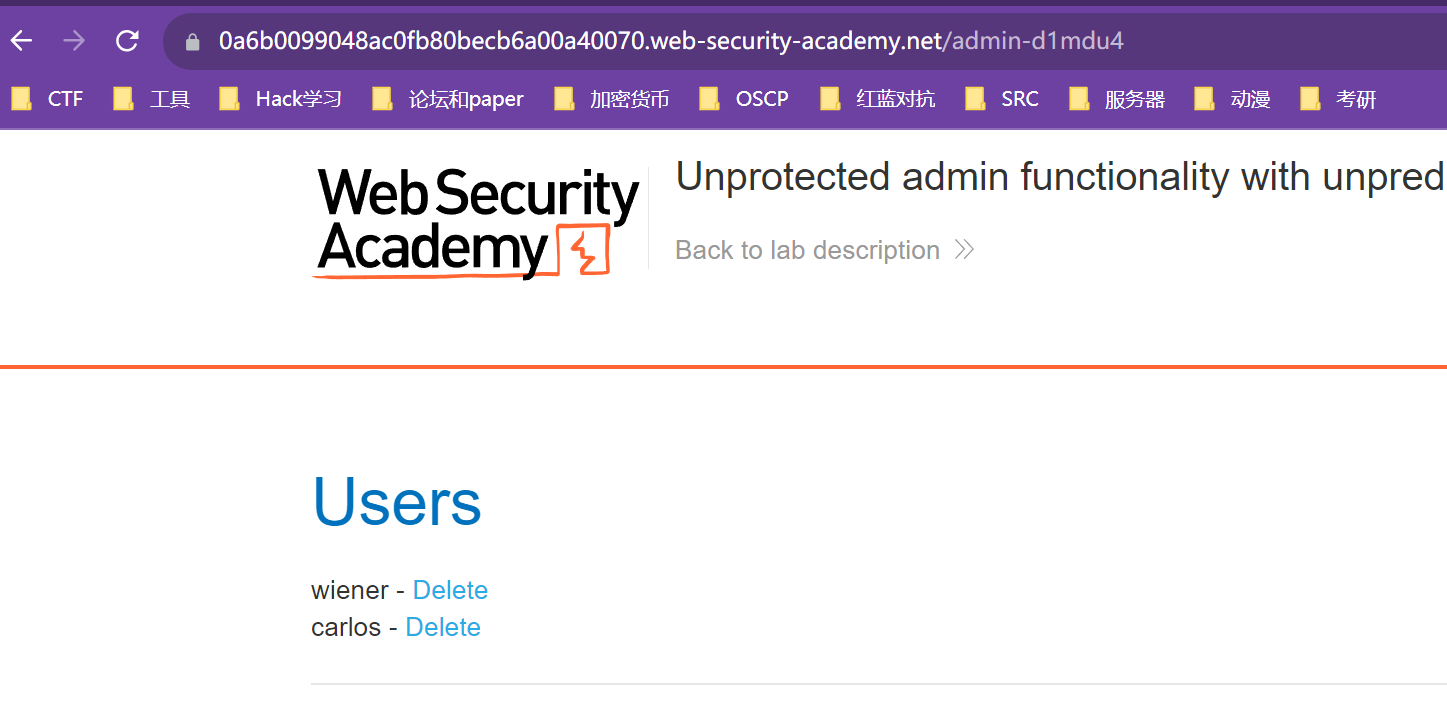 0a6b0099048ac0fb80becb6a00a40070.web-security-academy.net/admin-d1mdu4
CTF 工具 Hack学习 论坛和paper 加密货币 OSCP 红蓝对抗 SRC 服务器 动漫 考研
Web Security
Academy
Unprotected admin functionality with unpred
Back to lab description
Users
wiener - Delete
carlos - Delete